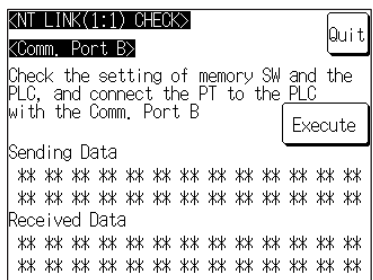 <NT LINK(1:1) CHECK>
Quit
<Comm. Port B>
Check the setting of memory SW and the
PLC, and connect the PT to the PLC
with the Comm. Port B
Execute
Sending Data
** ** ** ** ** ** ** ** ** ** ** **
** ** ** ** ** ** ** ** ** ** ** **
Received Data
** ** ** ** ** ** ** ** ** ** ** **
** ** ** ** ** ** ** ** ** ** ** **